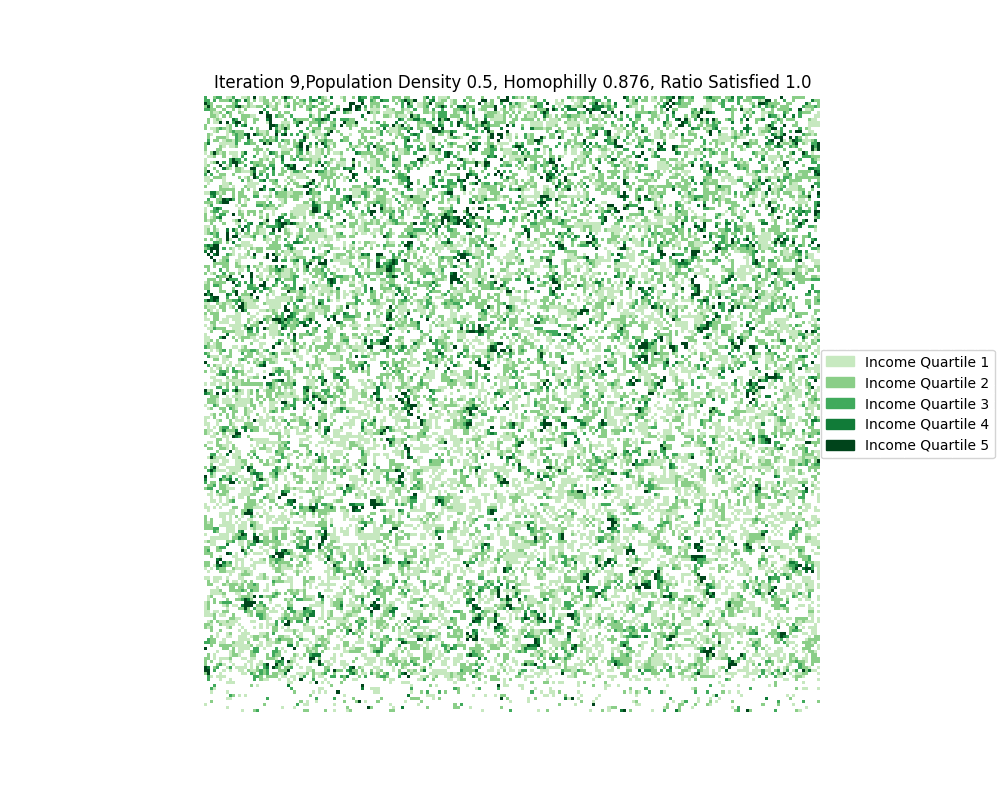 Iteration 9,Population Density 0.5, Homophilly 0.876, Ratio Satisfied 1.0
Income Quartile 1
Income Quartile 2
Income Quartile 3
Income Quartile 4
Income Quartile 5